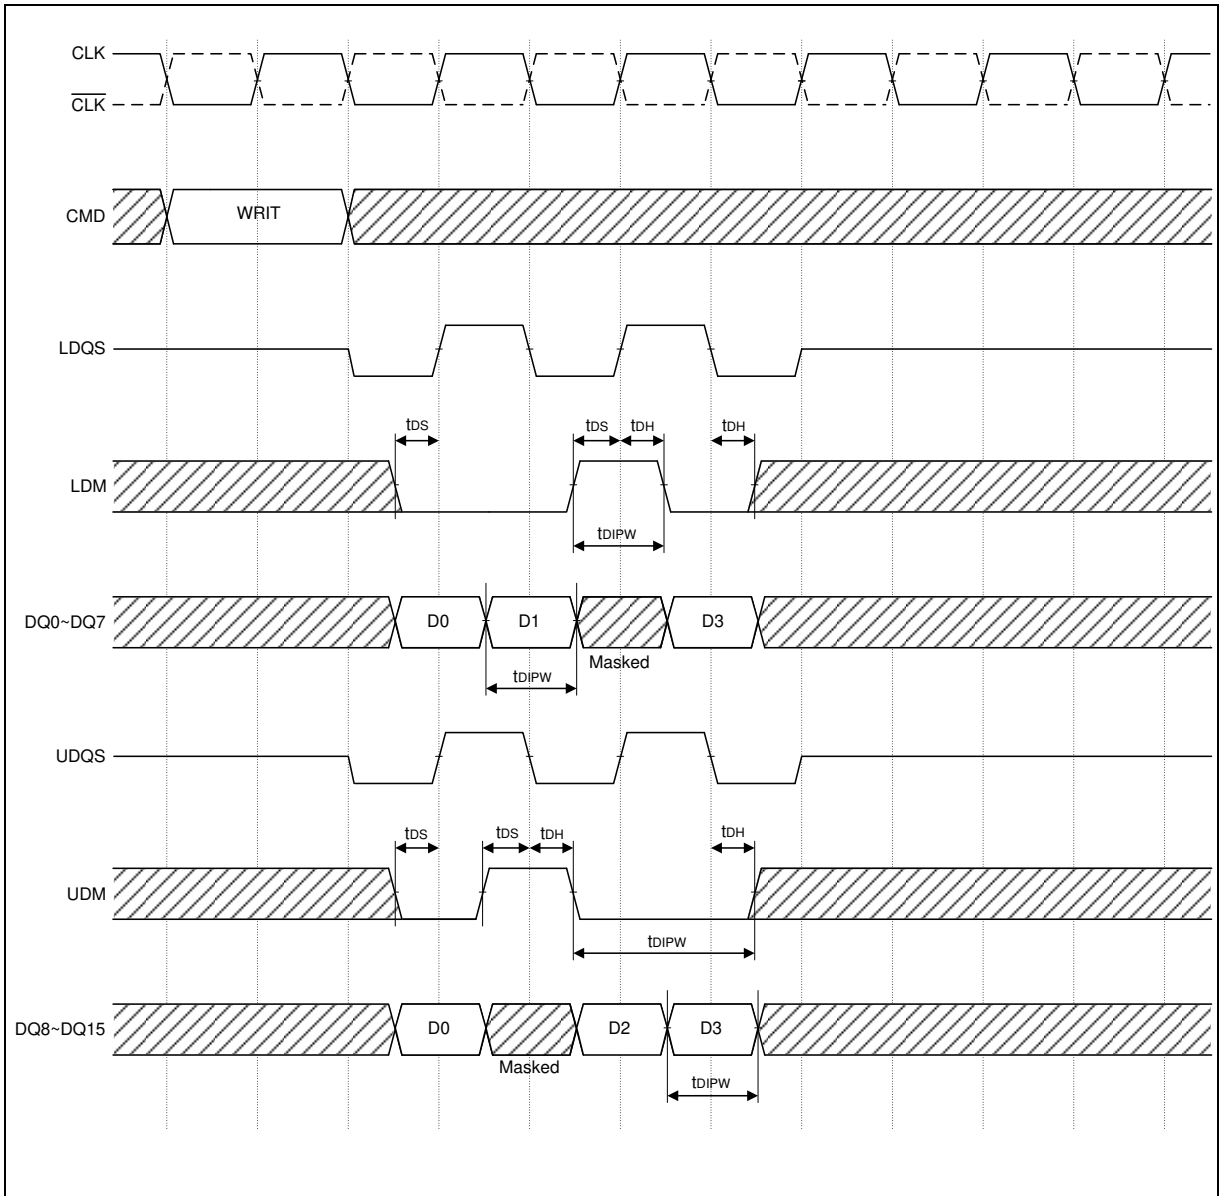 CLK
CLK
CMD
WRIT
LDQS
tDS
tDS
tDH
tDH
LDM
tDIPW
DQ0~DQ7
D0
D1
D3
Masked
tDIPW
UDQS
tDS
tDS
tDH
tDH
UDM
tDIPW
DQ8~DQ15
D0
D2
D3
Masked
tDIPW